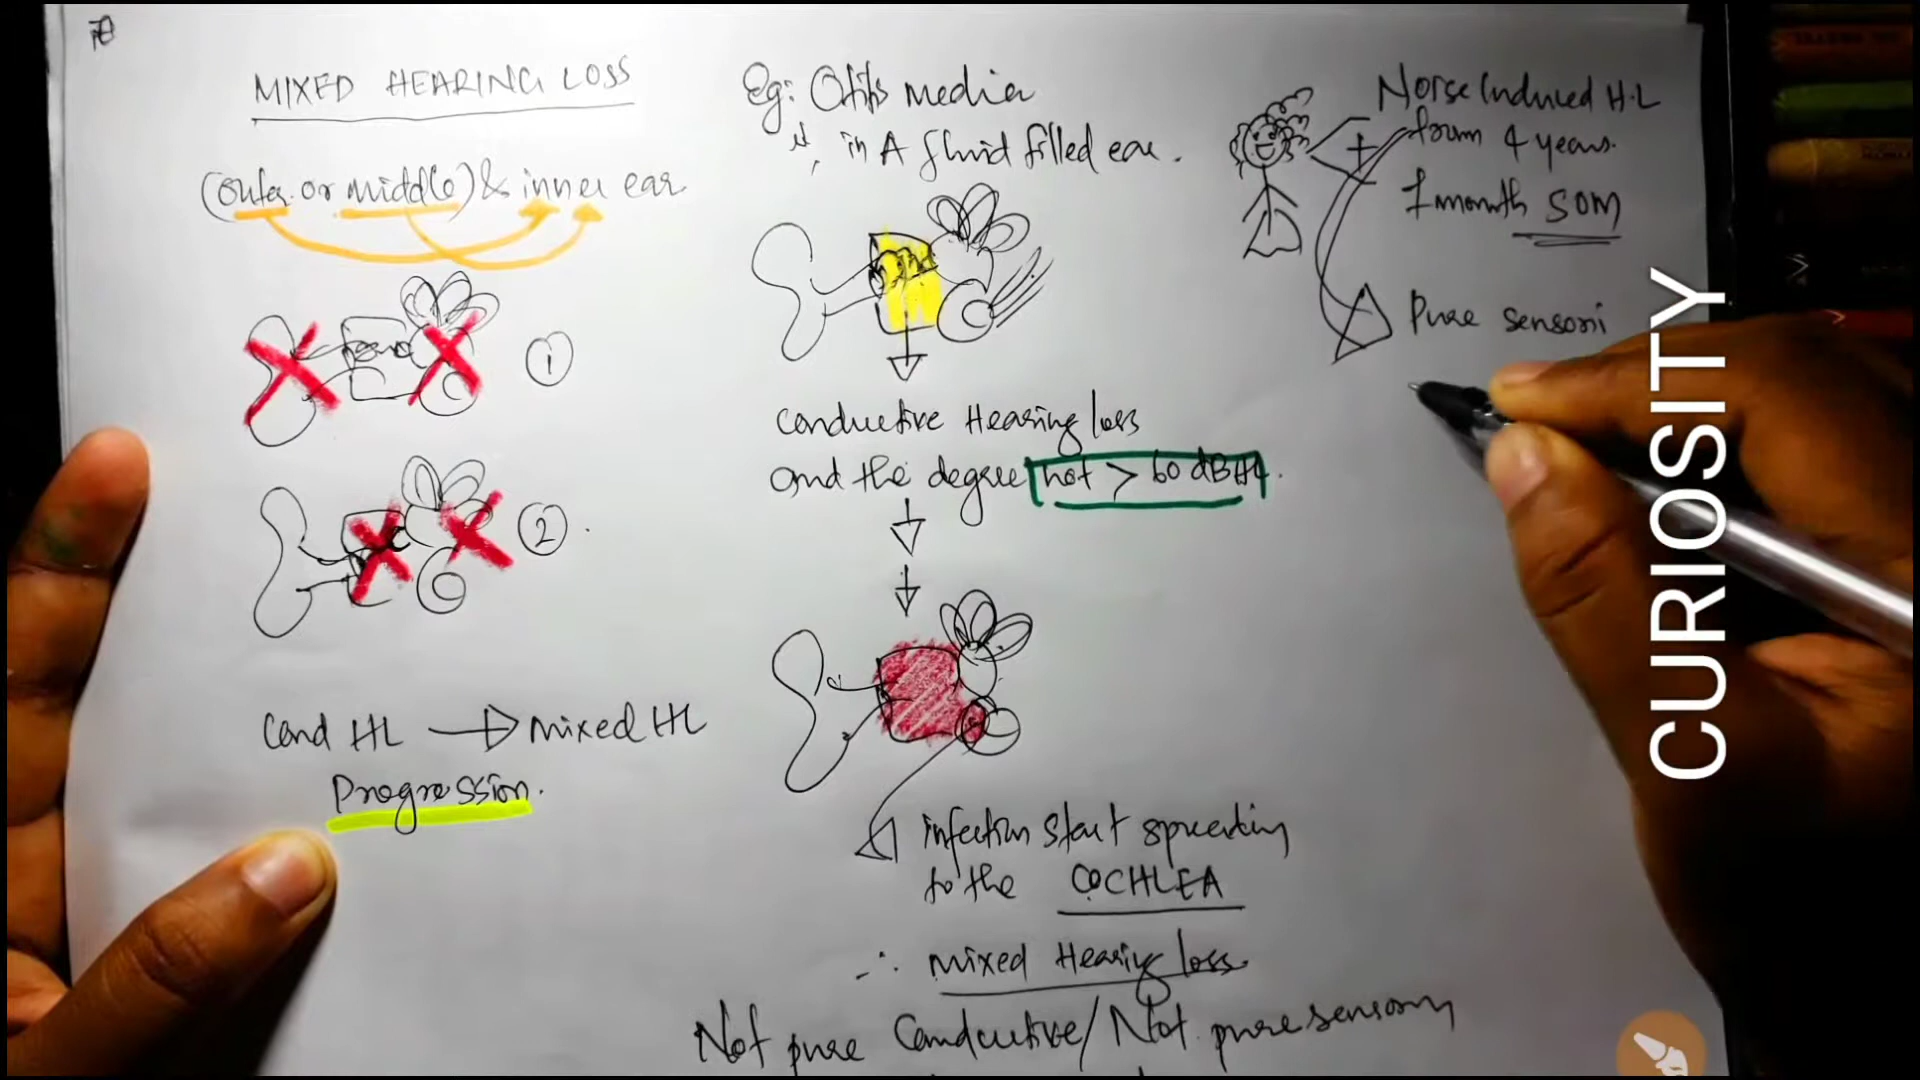 MIXED HEARING LOSS
(outer or middle) & inner ear
1
2
Cond HL → mixed HL
Progression.
Eg: Otitis media
in A fluid filled ear.
Conductive Hearing loss
and the degree not > 60 dBHL.
infection start spreading
to the COCHLEA
∴ mixed Hearing loss
Not pure Conductive/Not pure sensory
Noise Induced H.L
from 4 years.
+
1 month SOM
Pure sensori
CURIOSITY